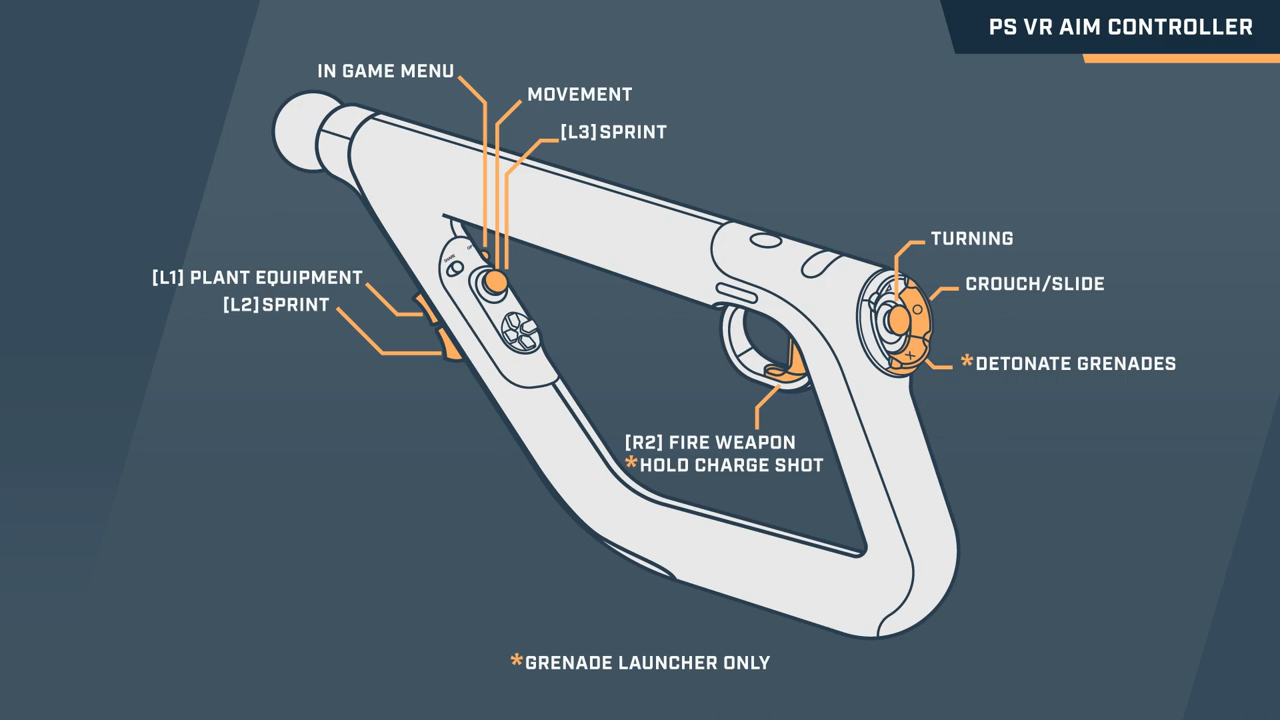 PS VR AIM CONTROLLER
IN GAME MENU
MOVEMENT
[L3]SPRINT
TURNING
[L1] PLANT EQUIPMENT
CROUCH/SLIDE
[L2]SPRINT
*DETONATE GRENADES
[R2] FIRE WEAPON
*HOLD CHARGE SHOT
*GRENADE LAUNCHER ONLY